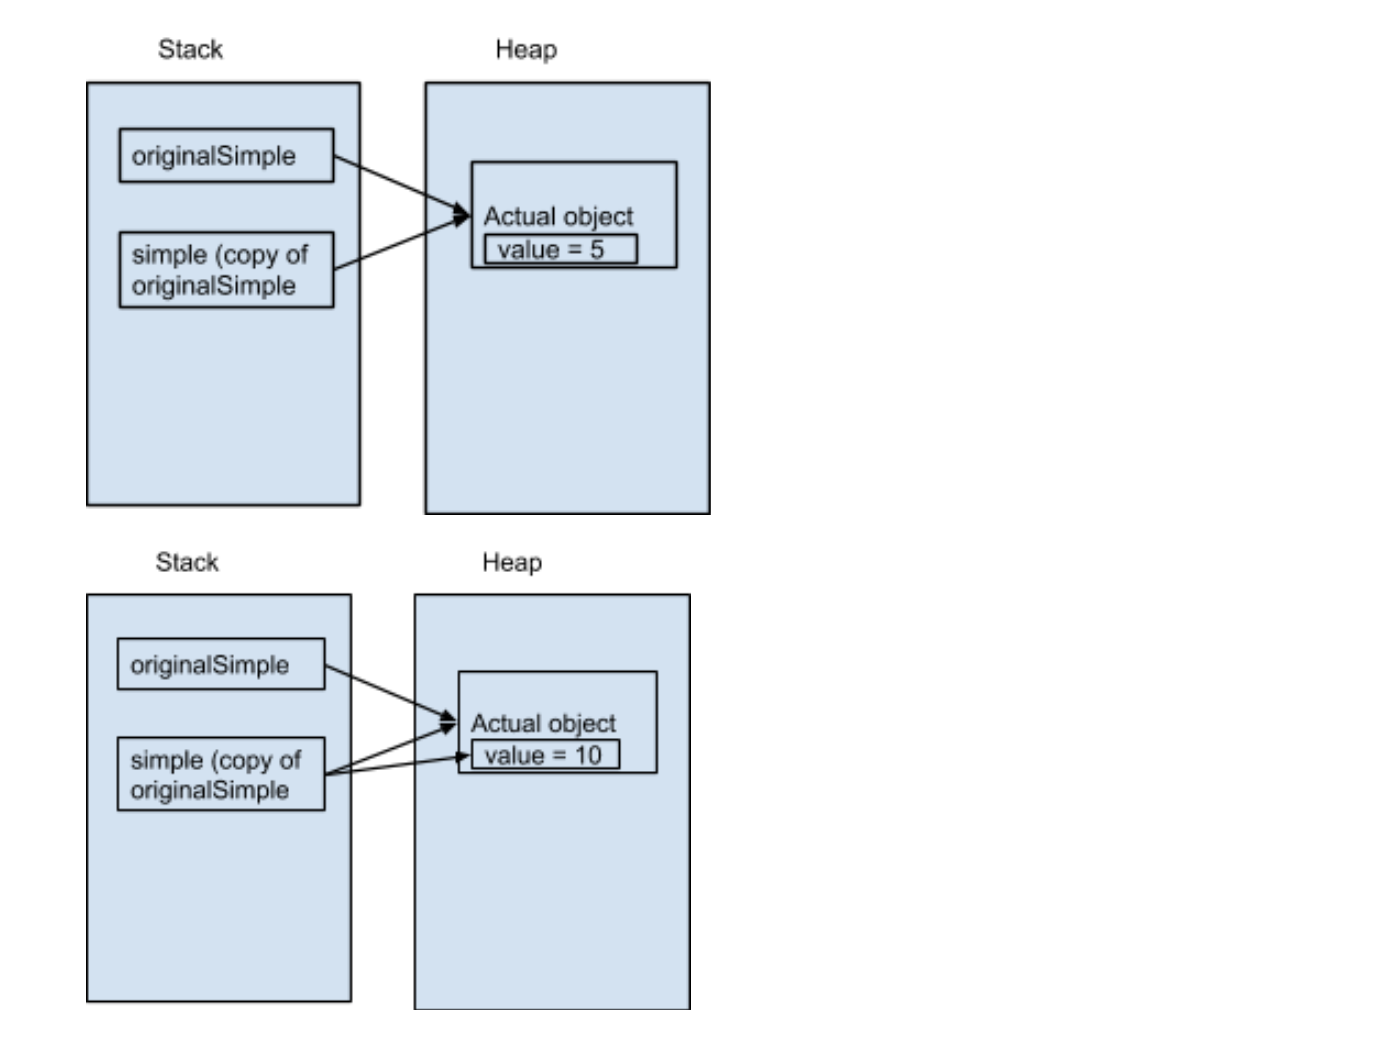 Stack
Heap
originalSimple
simple (copy of
originalSimple
Actual object
value = 5
Stack
Heap
originalSimple
simple (copy of
originalSimple
Actual object
value = 10